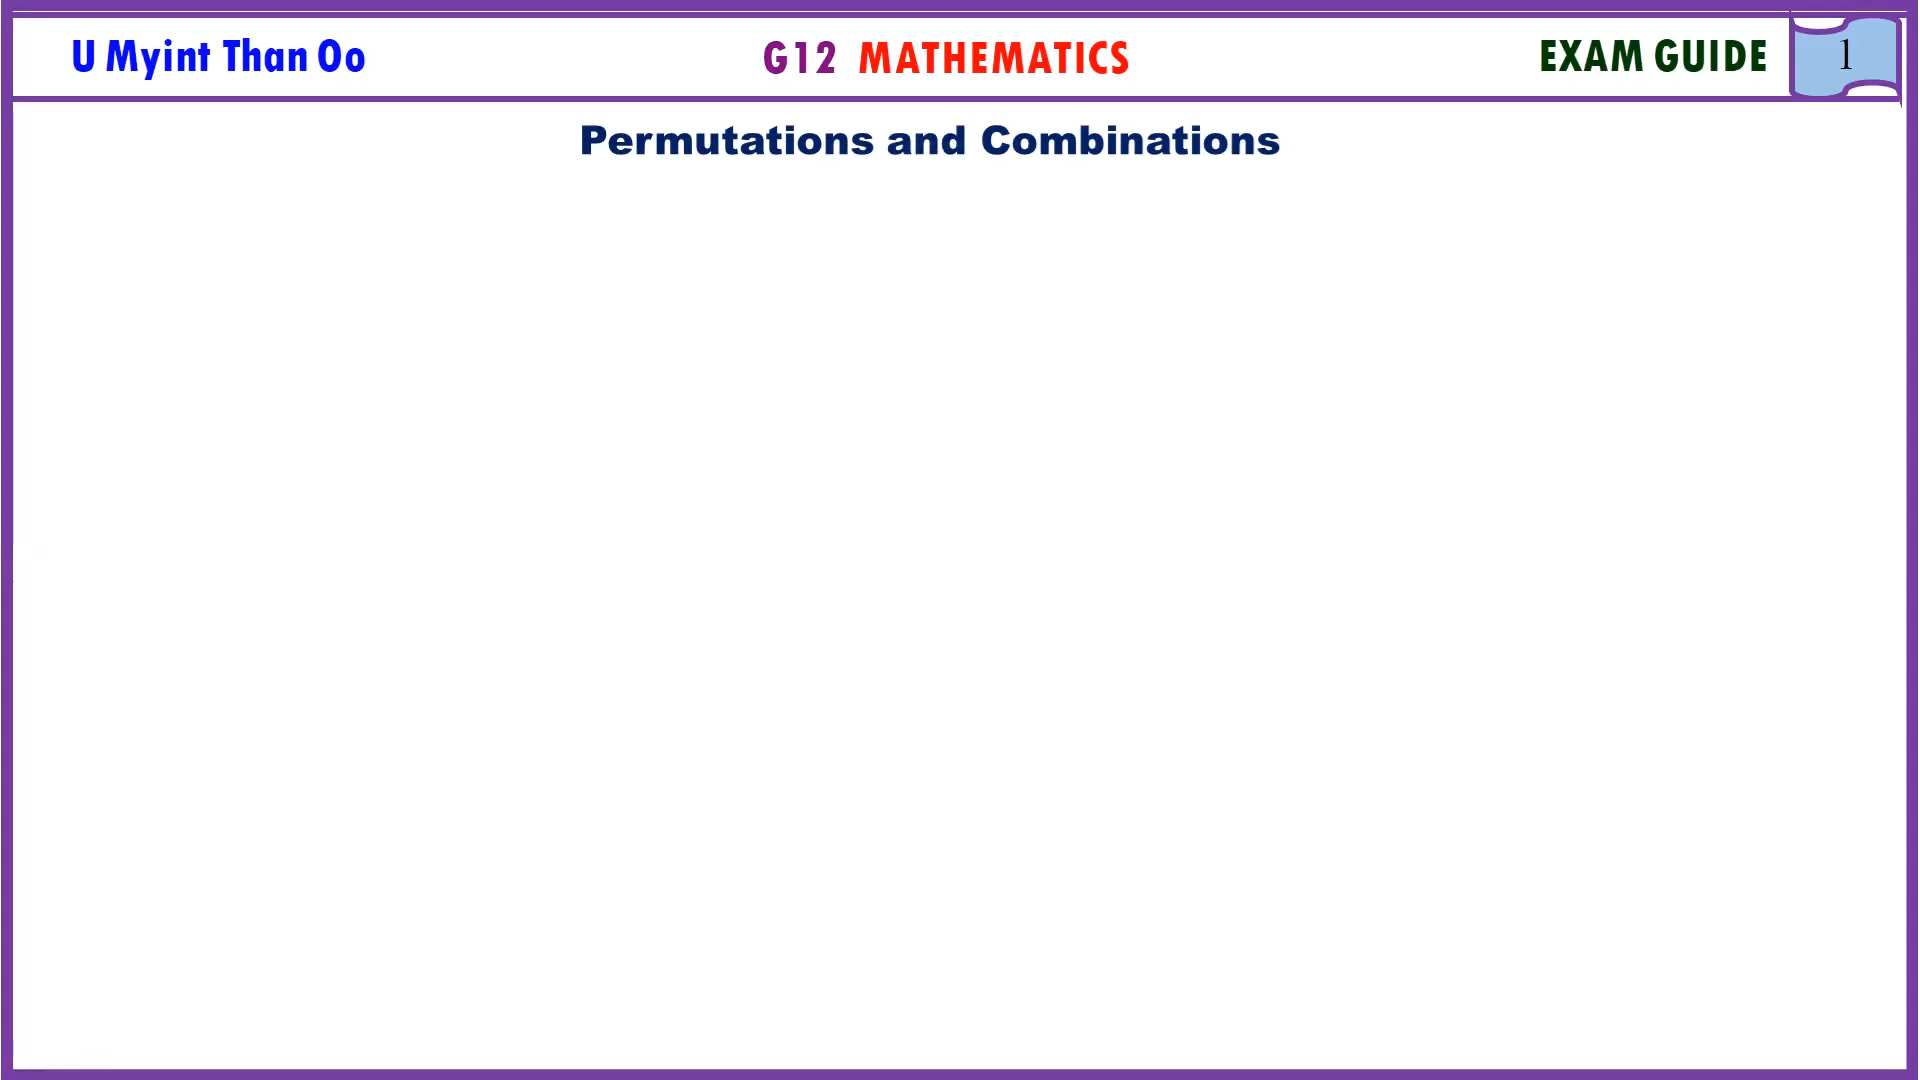 U Myint Than Oo G12 MATHEMATICS EXAM GUIDE 1
Permutations and Combinations